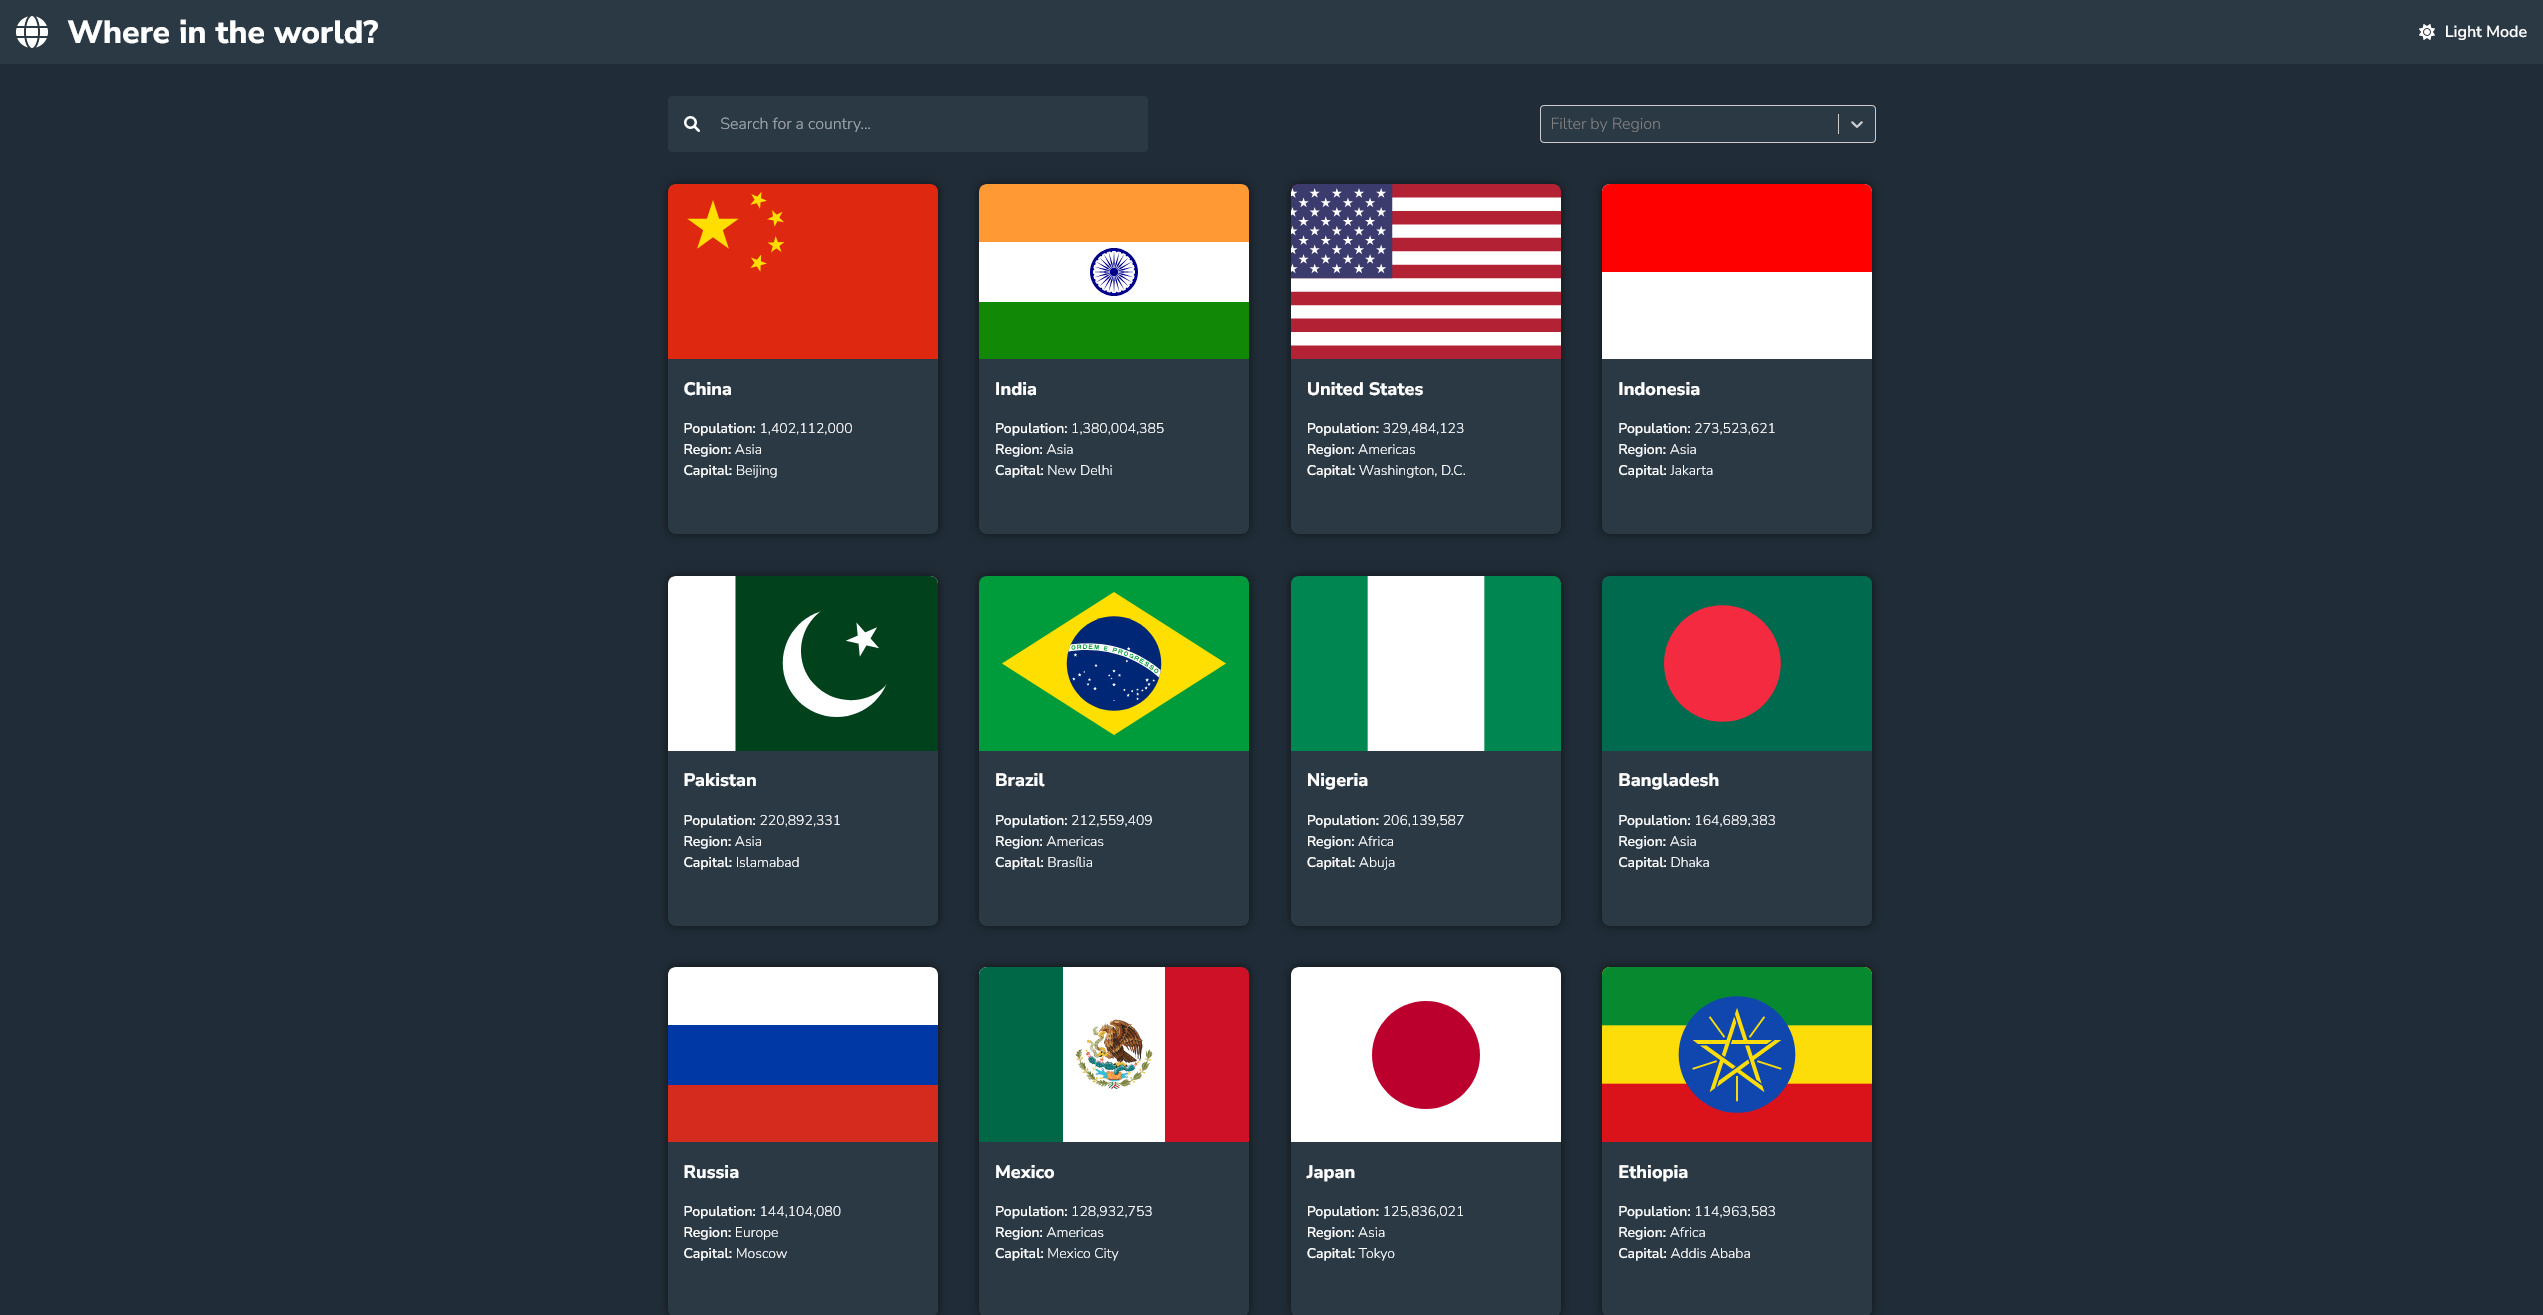 Where in the world?
Light Mode
Search for a country...
Filter by Region
China
Population: 1,402,112,000
Region: Asia
Capital: Beijing
India
Population: 1,380,004,385
Region: Asia
Capital: New Delhi
United States
Population: 329,484,123
Region: Americas
Capital: Washington, D.C.
Indonesia
Population: 273,523,621
Region: Asia
Capital: Jakarta
Pakistan
Population: 220,892,331
Region: Asia
Capital: Islamabad
ORDEM E PROGRESSO
Brazil
Population: 212,559,409
Region: Americas
Capital: Brasília
Nigeria
Population: 206,139,587
Region: Africa
Capital: Abuja
Bangladesh
Population: 164,689,383
Region: Asia
Capital: Dhaka
Russia
Population: 144,104,080
Region: Europe
Capital: Moscow
Mexico
Population: 128,932,753
Region: Americas
Capital: Mexico City
Japan
Population: 125,836,021
Region: Asia
Capital: Tokyo
Ethiopia
Population: 114,963,583
Region: Africa
Capital: Addis Ababa